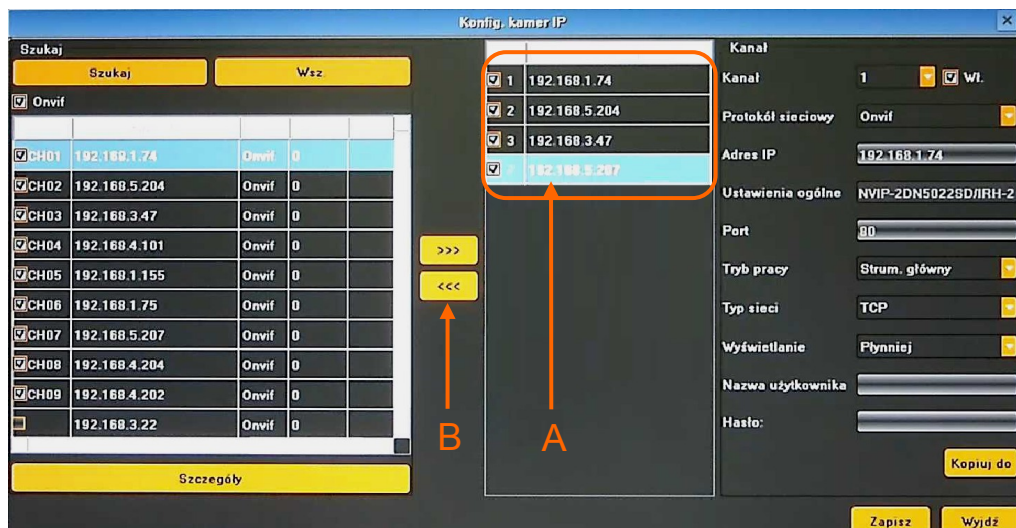 Konfig. kamer IP
Szukaj
Szukaj Wsz
Onvif
CH01 192.168.1.74 Onvif 0
CH02 192.168.5.204 Onvif 0
CH03 192.168.3.47 Onvif 0
CH04 192.168.4.101 Onvif 0
CH05 192.168.1.155 Onvif 0
CH06 192.168.1.75 Onvif 0
CH07 192.168.5.207 Onvif 0
CH08 192.168.4.204 Onvif 0
CH09 192.168.4.202 Onvif 0
192.168.3.22 Onvif 0
Szczegóły
>>>
<<<
B
1 192.168.1.74
2 192.168.5.204
3 192.168.3.47
7 192.168.5.207
A
Kanał
Kanał 1 Wł.
Protokół sieciowy Onvif
Adres IP 192.168.1.74
Ustawienia ogólne NVIP-2DN5022SD/IRH-2
Port 80
Tryb pracy Strum. główny
Typ sieci TCP
Wyświetlanie Płynniej
Nazwa użytkownika
Hasło:
Kopiuj do
Zapisz Wyjdź